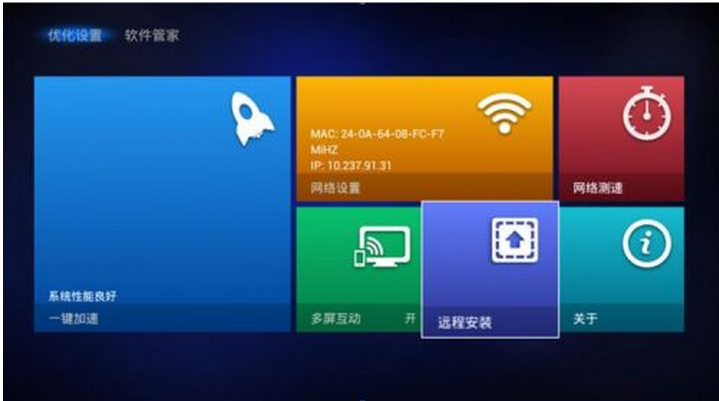 优化设置
软件管家
MAC: 24-0A-64-08-FC-F7
MiHZ
IP: 10.237.91.31
网络设置
网络测速
系统性能良好
一键加速
多屏互动 开
远程安装
关于